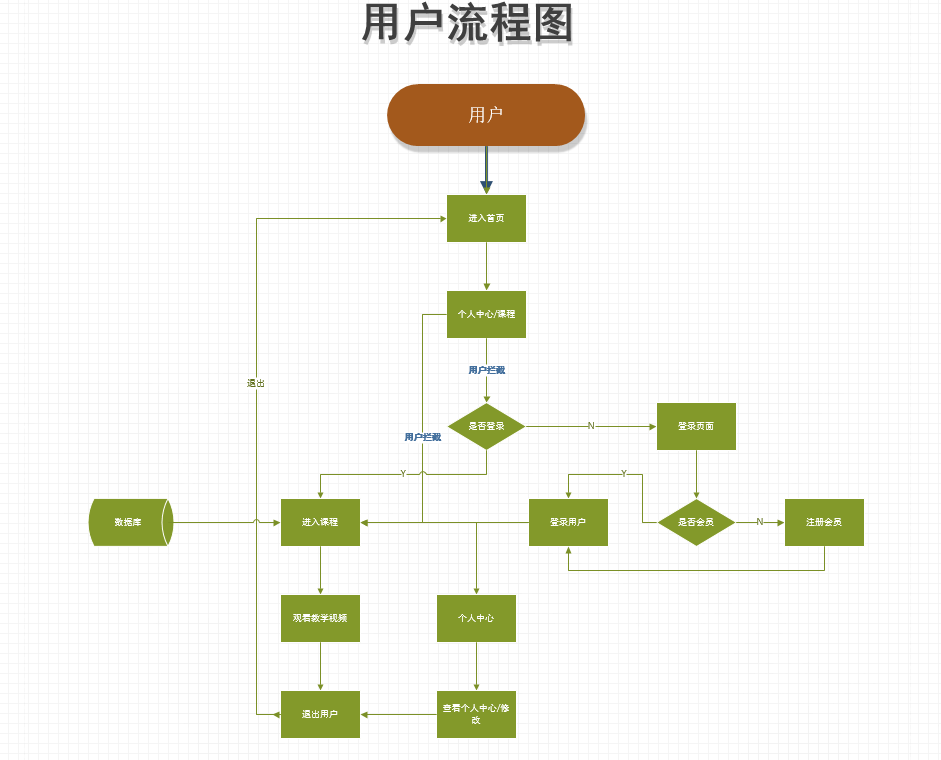 用户流程图
用户
进入首页
个人中心/课程
用户拦截
退出
是否登录
N
登录页面
用户拦截
Y
Y
数据库
进入课程
登录用户
是否会员
N
注册会员
观看教学视频
个人中心
退出用户
查看个人中心/修
改